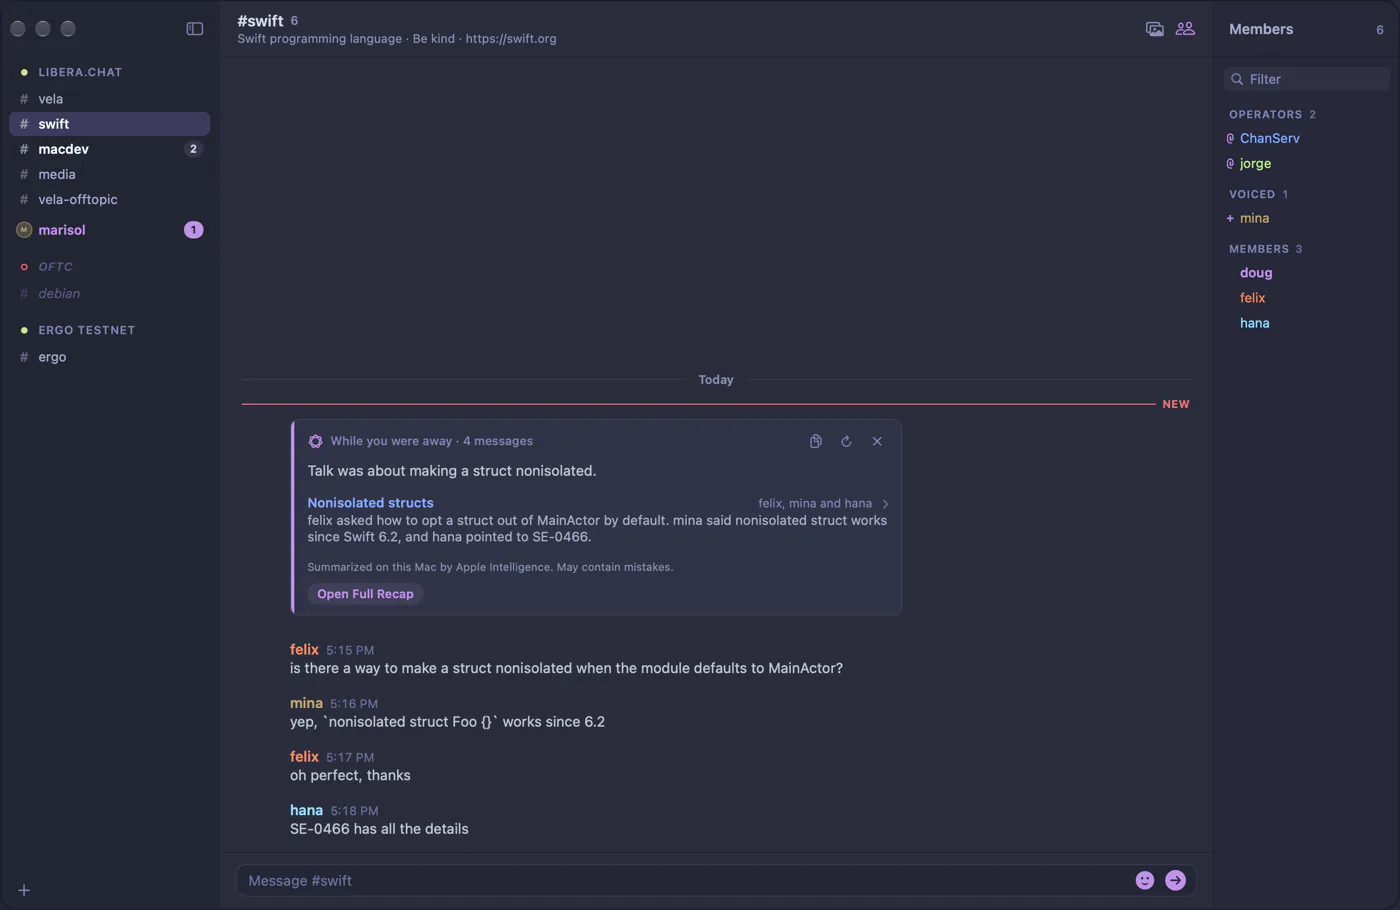 LIBERA.CHAT
# vela
# swift
# macdev 2
# media
# vela-offtopic
M marisol 1
OFTC
# debian
ERGO TESTNET
# ergo
+
#swift 6
Swift programming language · Be kind · https://swift.org
Today
NEW
While you were away · 4 messages
Talk was about making a struct nonisolated.
Nonisolated structs felix, mina and hana >
felix asked how to opt a struct out of MainActor by default. mina said nonisolated struct works
since Swift 6.2, and hana pointed to SE-0466.
Summarized on this Mac by Apple Intelligence. May contain mistakes.
Open Full Recap
felix 5:15 PM
is there a way to make a struct nonisolated when the module defaults to MainActor?
mina 5:16 PM
yep, `nonisolated struct Foo {}` works since 6.2
felix 5:17 PM
oh perfect, thanks
hana 5:18 PM
SE-0466 has all the details
Message #swift
Members 6
Filter
OPERATORS 2
@ ChanServ
@ jorge
VOICED 1
+ mina
MEMBERS 3
doug
felix
hana